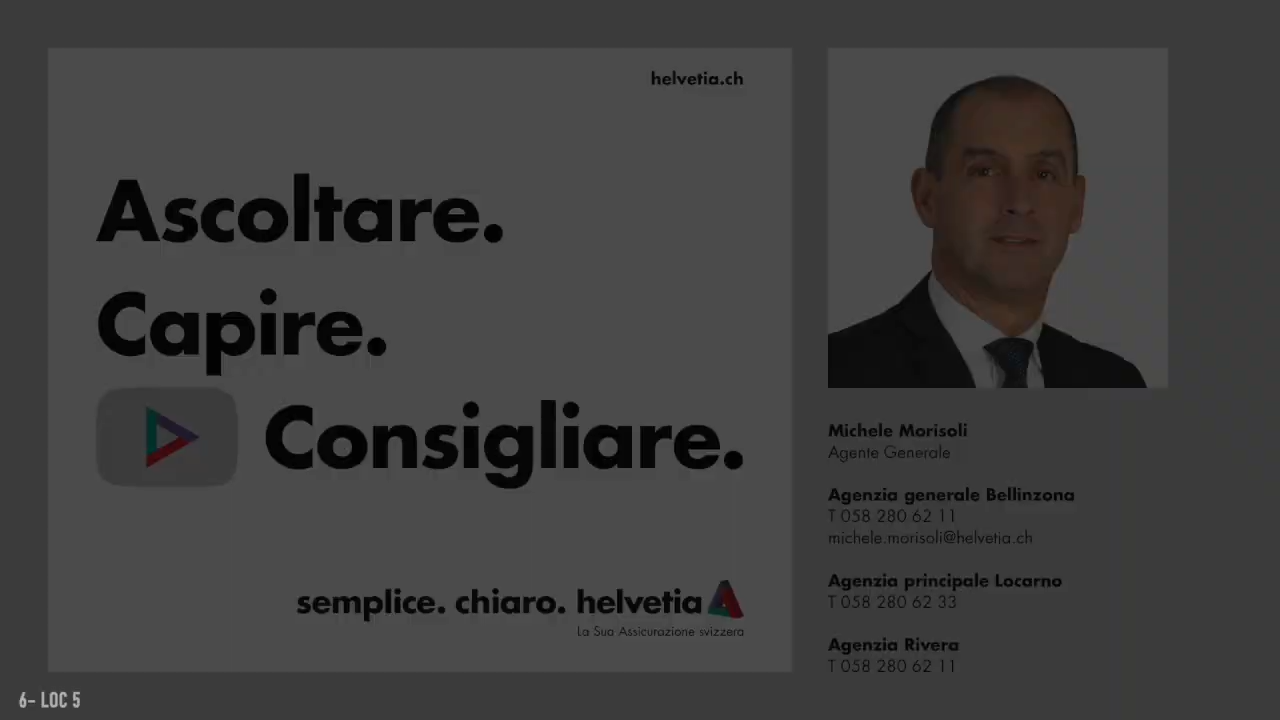 helvetia.ch
Ascoltare.
Capire.
Consigliare.
semplice. chiaro. helvetia
La Sua Assicurazione svizzera
Michele Morisoli
Agente Generale
Agenzia generale Bellinzona
T 058 280 62 11
michele.morisoli@helvetia.ch
Agenzia principale Locarno
T 058 280 62 33
Agenzia Rivera
T 058 280 62 11
6- LOC 5